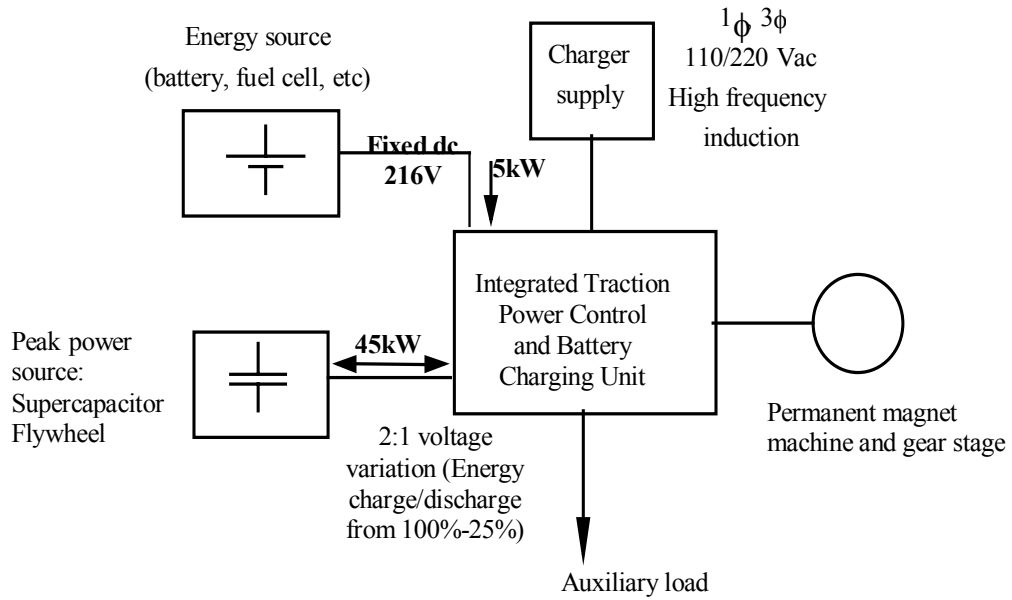 Energy source
(battery, fuel cell, etc)
Fixed dc
216V
5kW
Charger
supply
1ϕ, 3ϕ
110/220 Vac
High frequency
induction
Integrated Traction
Power Control
and Battery
Charging Unit
Peak power
source:
Supercapacitor
Flywheel
45kW
2:1 voltage
variation (Energy
charge/discharge
from 100%-25%)
Permanent magnet
machine and gear stage
Auxiliary load